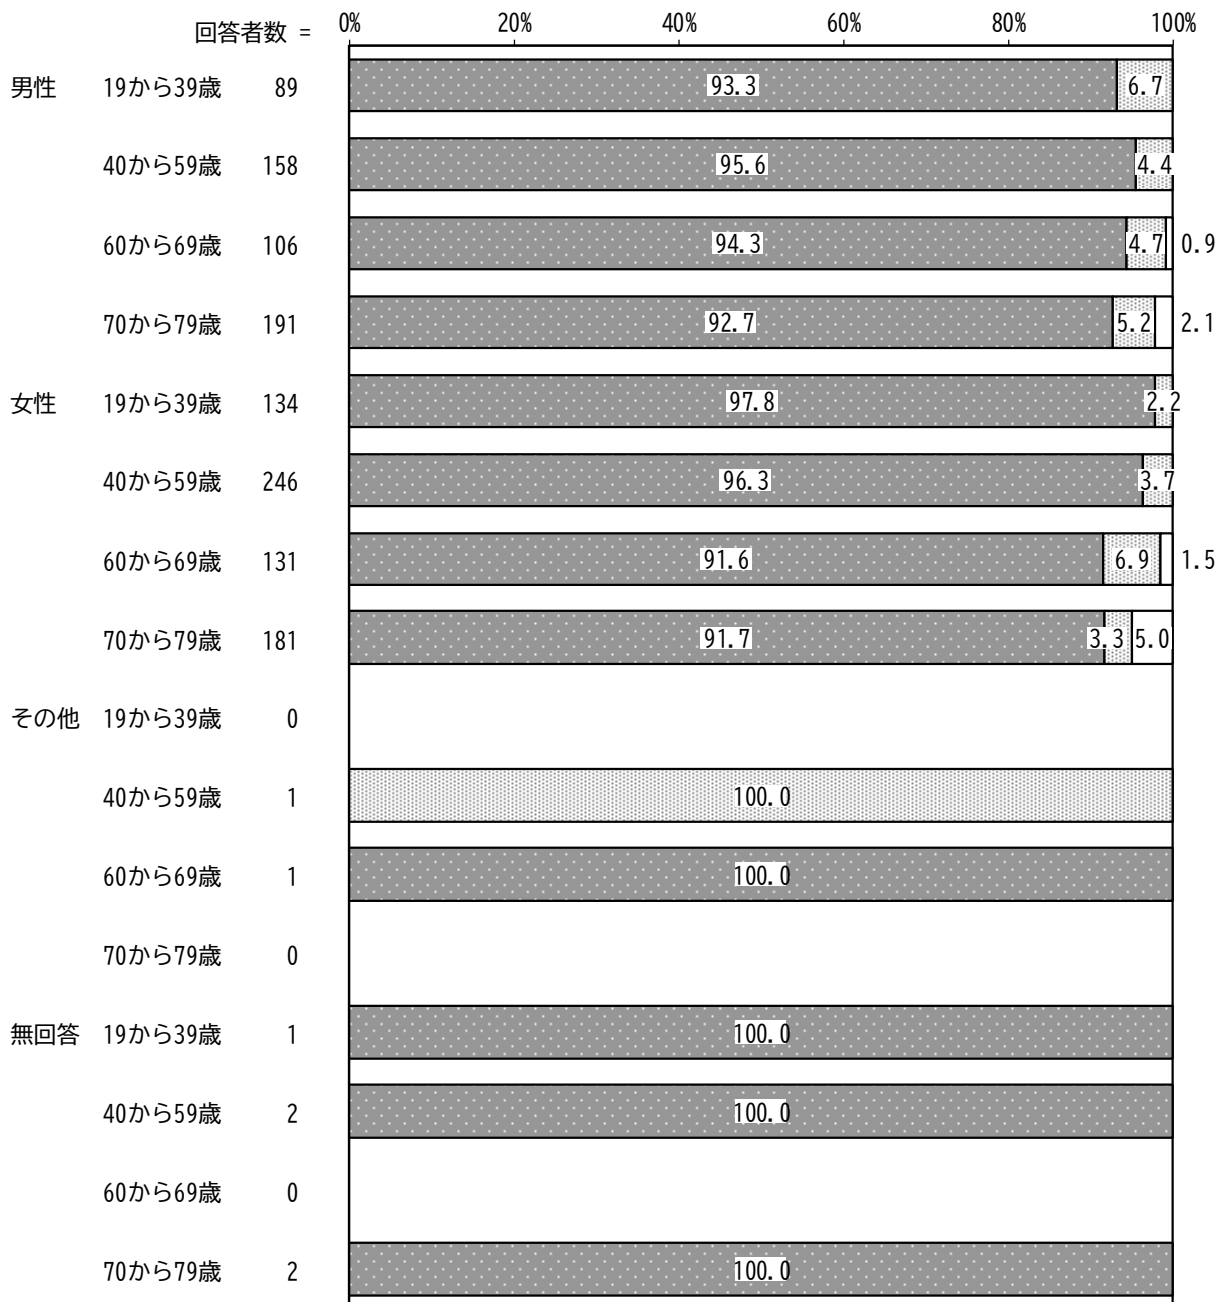 0% 20% 40% 60% 80% 100%
回答者数 =
男性 19から39歳 89 93.3 6.7
40から59歳 158 95.6 4.4
60から69歳 106 94.3 4.7 0.9
70から79歳 191 92.7 5.2 2.1
女性 19から39歳 134 97.8 2.2
40から59歳 246 96.3 3.7
60から69歳 131 91.6 6.9 1.5
70から79歳 181 91.7 3.3 5.0
その他 19から39歳 0
40から59歳 1 100.0
60から69歳 1 100.0
70から79歳 0
無回答 19から39歳 1 100.0
40から59歳 2 100.0
60から69歳 0
70から79歳 2 100.0